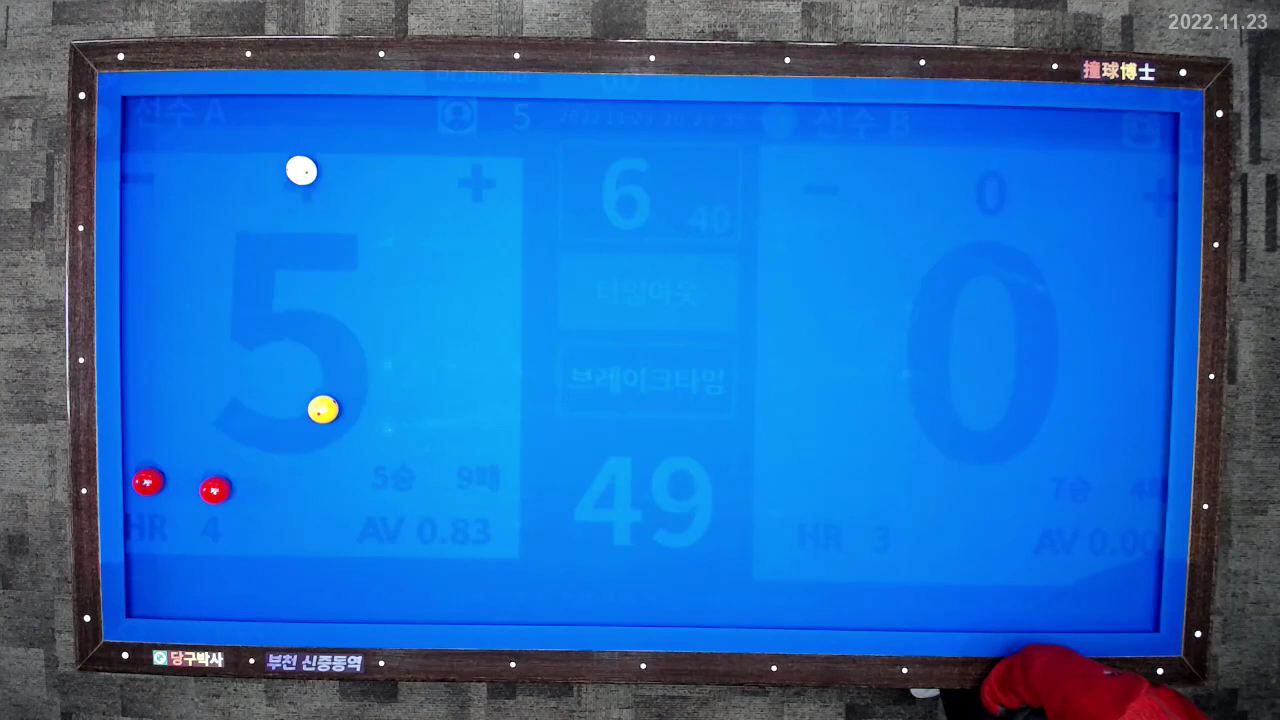 2022.11.23
撞球博士
선수 A
5
선수 B
6
40
0
5
0
타임아웃
브레이크타임
5승 9패
7승
HR 4
AV 0.83
49
HR 3
AV 0.00
당구박사
부천 신중동역